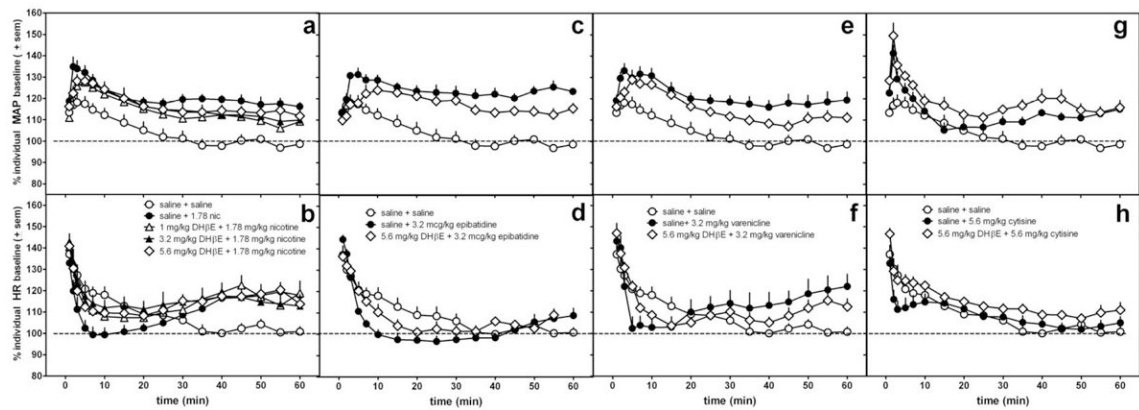 a
c
e
g
% individual MAP baseline ( + sem)
160
150
140
130
120
110
100
90
80
b
d
f
h
% individual HR baseline (+ sem)
160
150
140
130
120
110
100
90
80
saline + saline
saline + 1.78 nic
1 mg/kg DHβE + 1.78 mg/kg nicotine
3.2 mg/kg DHβE + 1.78 mg/kg nicotine
5.6 mg/kg DHβE + 1.78 mg/kg nicotine
saline + saline
saline + 3.2 mcg/kg epibatidine
5.6 mg/kg DHβE + 3.2 mcg/kg epibatidine
saline + saline
saline+ 3.2 mg/kg varenicline
5.6 mg/kg DHβE + 3.2 mg/kg varenicline
saline + saline
saline + 5.6 mg/kg cytisine
5.6 mg/kg DHβE + 5.6 mg/kg cytisine
0 10 20 30 40 50 60
0 10 20 30 40 50 60
0 10 20 30 40 50 60
0 10 20 30 40 50 60
time (min)
time (min)
time (min)
time (min)